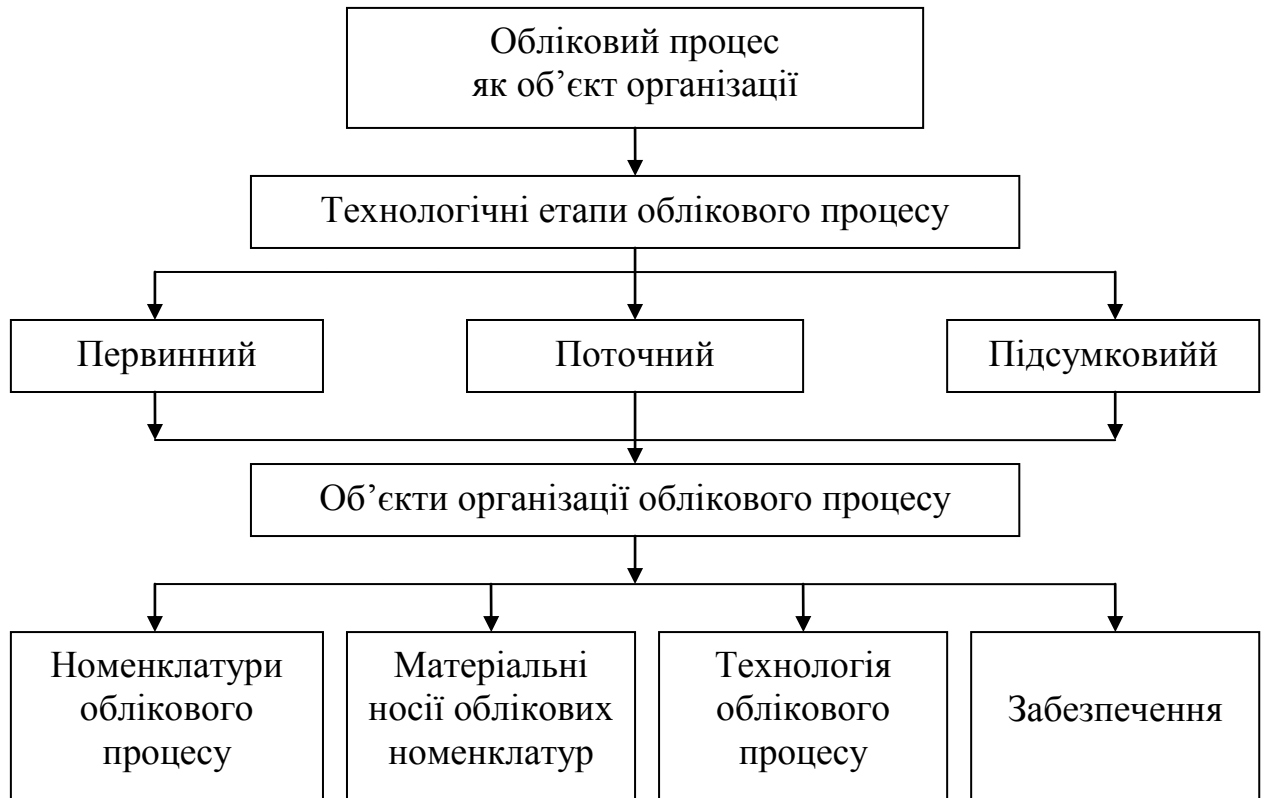 Обліковий процес
як об’єкт організації
Технологічні етапи облікового процесу
Первинний
Поточний
Підсумковийй
Об’єкти організації облікового процесу
Номенклатури
облікового
процесу
Матеріальні
носії облікових
номенклатур
Технологія
облікового
процесу
Забезпечення